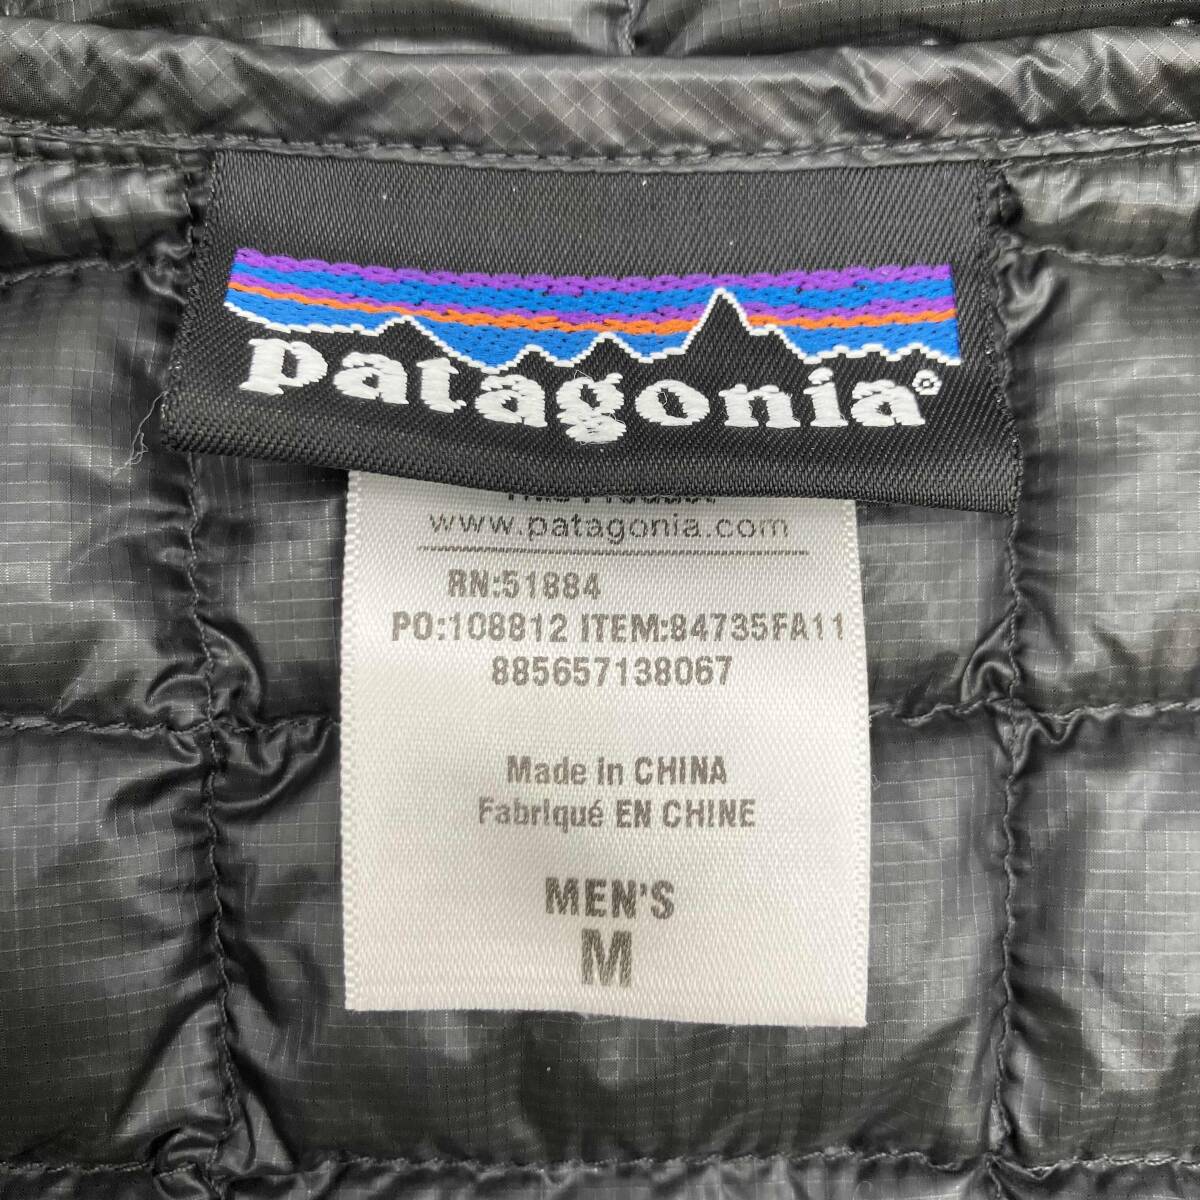 patagonia®
www.patagonia.com
RN:51884
PO:108812 ITEM:84735FA11
885657138067
Made in CHINA
Fabriqué EN CHINE
MEN'S
M